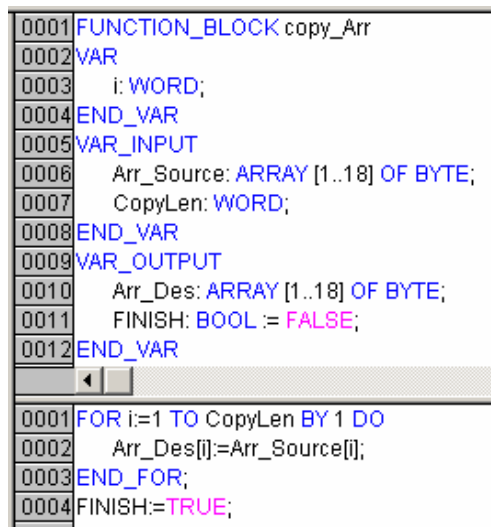 0001 FUNCTION_BLOCK copy_Arr
0002 VAR
0003 i: WORD;
0004 END_VAR
0005 VAR_INPUT
0006 Arr_Source: ARRAY [1..18] OF BYTE;
0007 CopyLen: WORD;
0008 END_VAR
0009 VAR_OUTPUT
0010 Arr_Des: ARRAY [1..18] OF BYTE;
0011 FINISH: BOOL := FALSE;
0012 END_VAR
0001 FOR i:=1 TO CopyLen BY 1 DO
0002 Arr_Des[i]:=Arr_Source[i];
0003 END_FOR;
0004 FINISH:=TRUE;